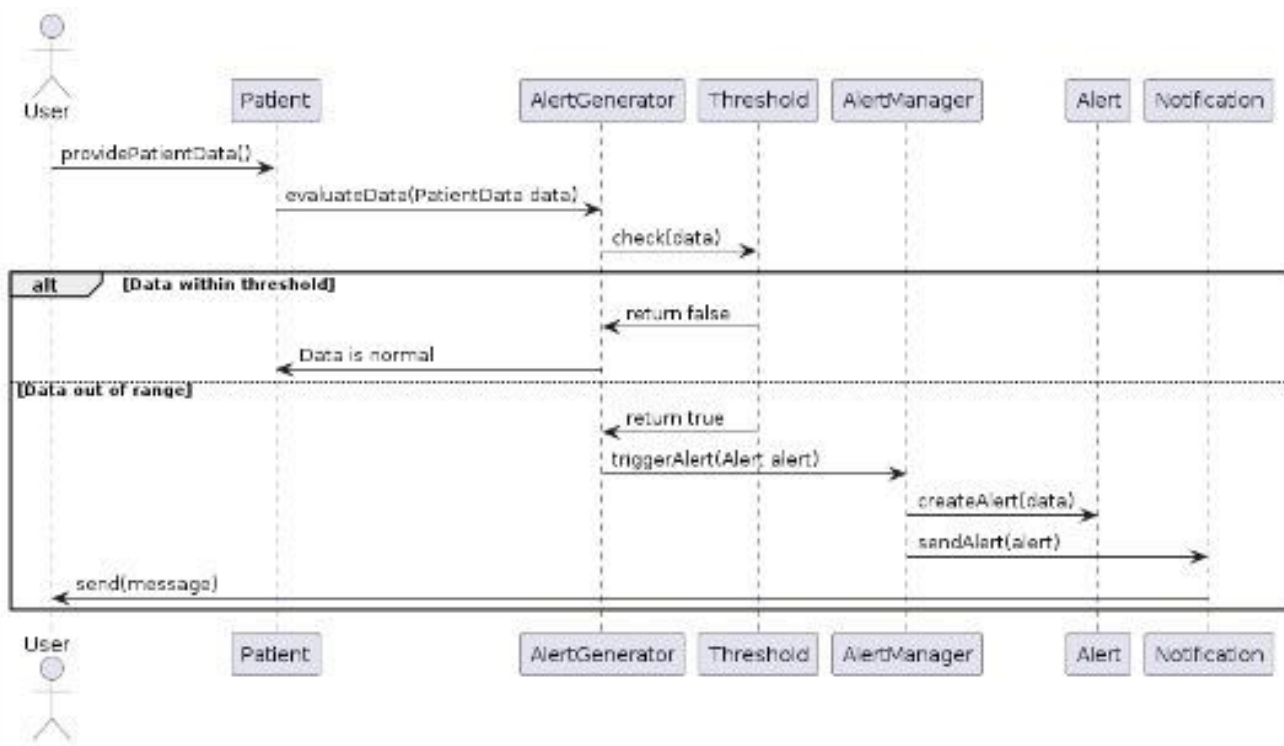 User
Patient
AlertGenerator
Threshold
AlertManager
Alert
Notification
providePatientData()
evaluateData(PatientData data)
check(data)
alt
[Data within threshold]
return false
Data is normal
[Data out of range]
return true
triggerAlert(Alert alert)
createAlert(data)
sendAlert(alert)
send(message)
User
Patient
AlertGenerator
Threshold
AlertManager
Alert
Notification